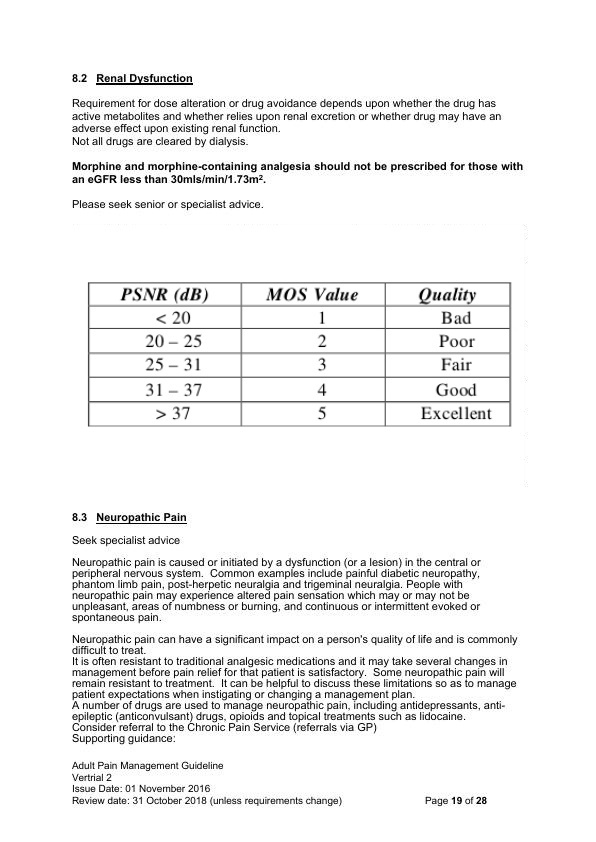 8.2 Renal Dysfunction
Requirement for dose alteration or drug avoidance depends upon whether the drug has
active metabolites and whether relies upon renal excretion or whether drug may have an
adverse effect upon existing renal function.
Not all drugs are cleared by dialysis.
Morphine and morphine-containing analgesia should not be prescribed for those with
an eGFR less than 30mls/min/1.73m².
Please seek senior or specialist advice.
PSNR (dB) MOS Value Quality
< 20 1 Bad
20 – 25 2 Poor
25 – 31 3 Fair
31 – 37 4 Good
> 37 5 Excellent
8.3 Neuropathic Pain
Seek specialist advice
Neuropathic pain is caused or initiated by a dysfunction (or a lesion) in the central or
peripheral nervous system. Common examples include painful diabetic neuropathy,
phantom limb pain, post-herpetic neuralgia and trigeminal neuralgia. People with
neuropathic pain may experience altered pain sensation which may or may not be
unpleasant, areas of numbness or burning, and continuous or intermittent evoked or
spontaneous pain.
Neuropathic pain can have a significant impact on a person's quality of life and is commonly
difficult to treat.
It is often resistant to traditional analgesic medications and it may take several changes in
management before pain relief for that patient is satisfactory. Some neuropathic pain will
remain resistant to treatment. It can be helpful to discuss these limitations so as to manage
patient expectations when instigating or changing a management plan.
A number of drugs are used to manage neuropathic pain, including antidepressants, anti-
epileptic (anticonvulsant) drugs, opioids and topical treatments such as lidocaine.
Consider referral to the Chronic Pain Service (referrals via GP)
Supporting guidance:
Adult Pain Management Guideline
Vertrial 2
Issue Date: 01 November 2016
Review date: 31 October 2018 (unless requirements change) Page 19 of 28